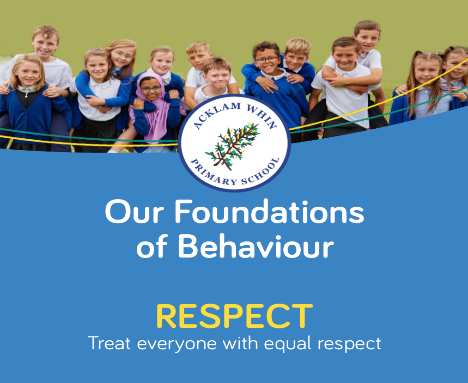 ACKLAM WHIN
PRIMARY SCHOOL
Our Foundations
of Behaviour
RESPECT
Treat everyone with equal respect